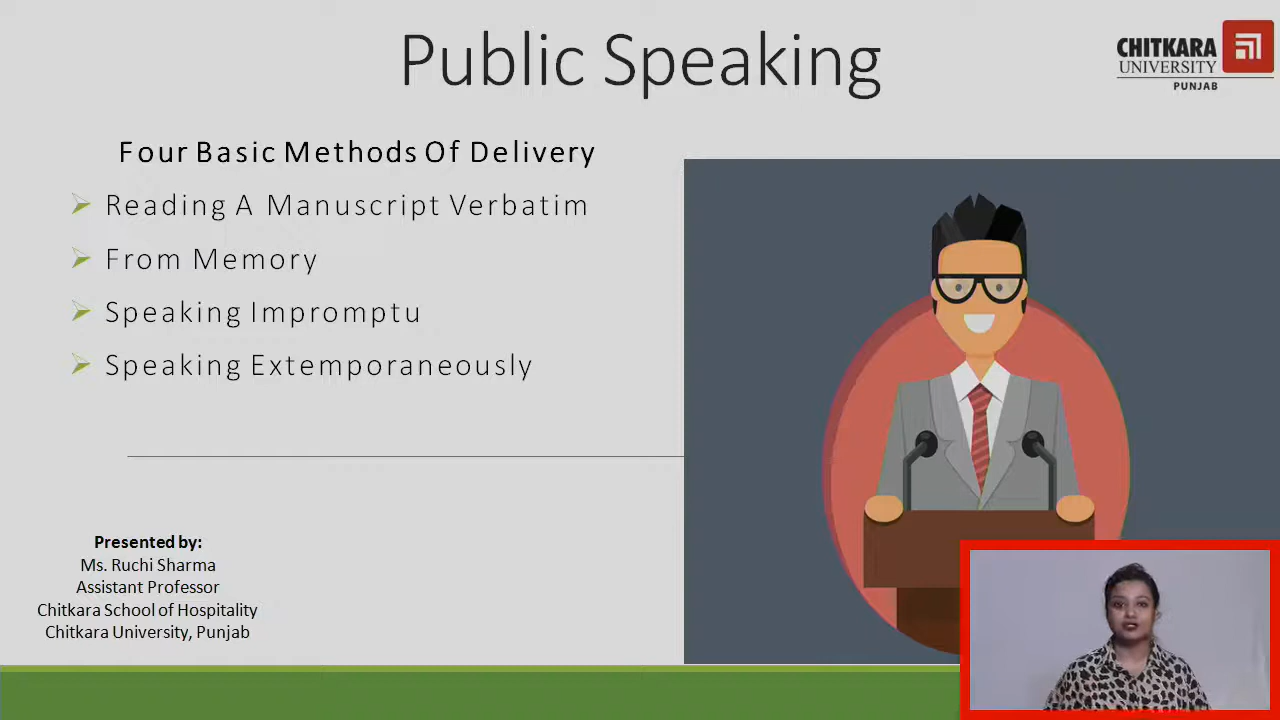 Public Speaking
CHITKARA
UNIVERSITY
PUNJAB
Four Basic Methods Of Delivery
Reading A Manuscript Verbatim
From Memory
Speaking Impromptu
Speaking Extemporaneously
Presented by:
Ms. Ruchi Sharma
Assistant Professor
Chitkara School of Hospitality
Chitkara University, Punjab